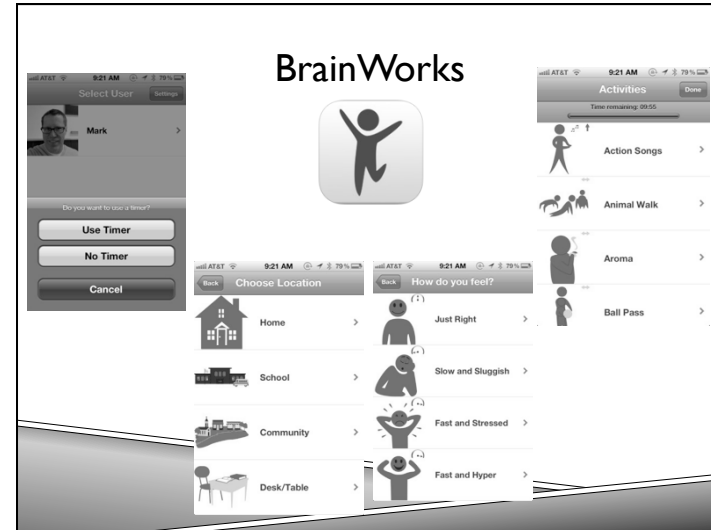 BrainWorks
AT&T 9:21 AM 79%
Select User Settings
Mark
Do you want to use a timer?
Use Timer
No Timer
Cancel
AT&T 9:21 AM 79%
Back Choose Location
Home
School
Community
Desk/Table
AT&T 9:21 AM 79%
Back How do you feel?
Just Right
Slow and Sluggish
Fast and Stressed
Fast and Hyper
AT&T 9:21 AM 79%
Activities Done
Time remaining: 09:55
Action Songs
Animal Walk
Aroma
Ball Pass